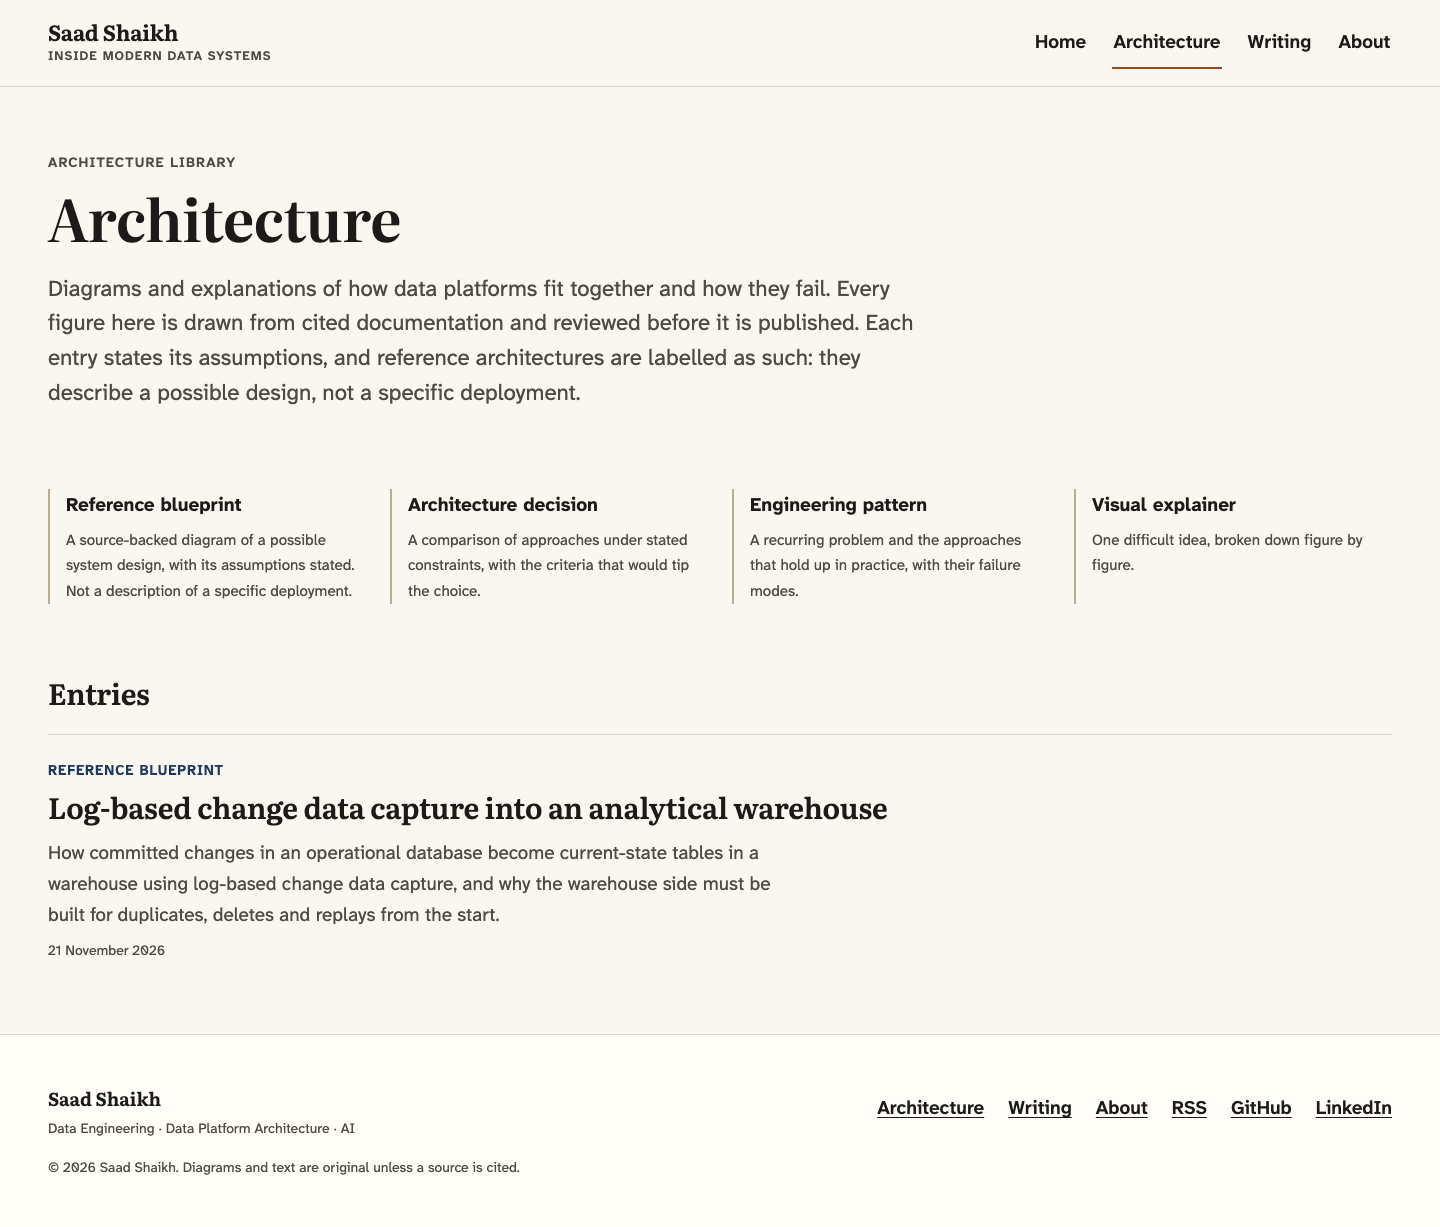 Saad Shaikh
INSIDE MODERN DATA SYSTEMS
Home Architecture Writing About
ARCHITECTURE LIBRARY
Architecture
Diagrams and explanations of how data platforms fit together and how they fail. Every
figure here is drawn from cited documentation and reviewed before it is published. Each
entry states its assumptions, and reference architectures are labelled as such: they
describe a possible design, not a specific deployment.
Reference blueprint
A source-backed diagram of a possible
system design, with its assumptions stated.
Not a description of a specific deployment.
Architecture decision
A comparison of approaches under stated
constraints, with the criteria that would tip
the choice.
Engineering pattern
A recurring problem and the approaches
that hold up in practice, with their failure
modes.
Visual explainer
One difficult idea, broken down figure by
figure.
Entries
REFERENCE BLUEPRINT
Log-based change data capture into an analytical warehouse
How committed changes in an operational database become current-state tables in a
warehouse using log-based change data capture, and why the warehouse side must be
built for duplicates, deletes and replays from the start.
21 November 2026
Saad Shaikh
Data Engineering · Data Platform Architecture · AI
© 2026 Saad Shaikh. Diagrams and text are original unless a source is cited.
Architecture Writing About RSS GitHub LinkedIn